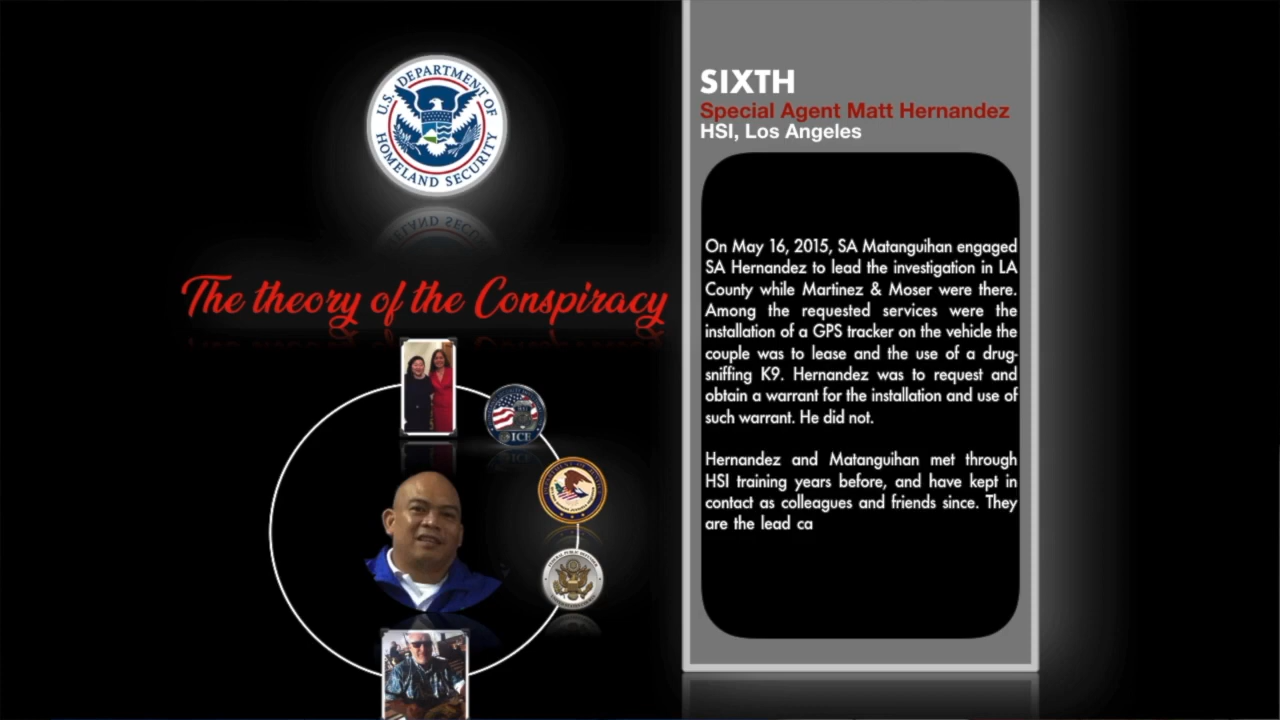 U.S. DEPARTMENT OF
HOMELAND SECURITY
The theory of the Conspiracy
ICE
SIXTH
Special Agent Matt Hernandez
HSI, Los Angeles
On May 16, 2015, SA Matanguihan engaged
SA Hernandez to lead the investigation in LA
County while Martinez & Moser were there.
Among the requested services were the
installation of a GPS tracker on the vehicle the
couple was to lease and the use of a drug-
sniffing K9. Hernandez was to request and
obtain a warrant for the installation and use of
such warrant. He did not.
Hernandez and Matanguihan met through
HSI training years before, and have kept in
contact as colleagues and friends since. They
are the lead ca